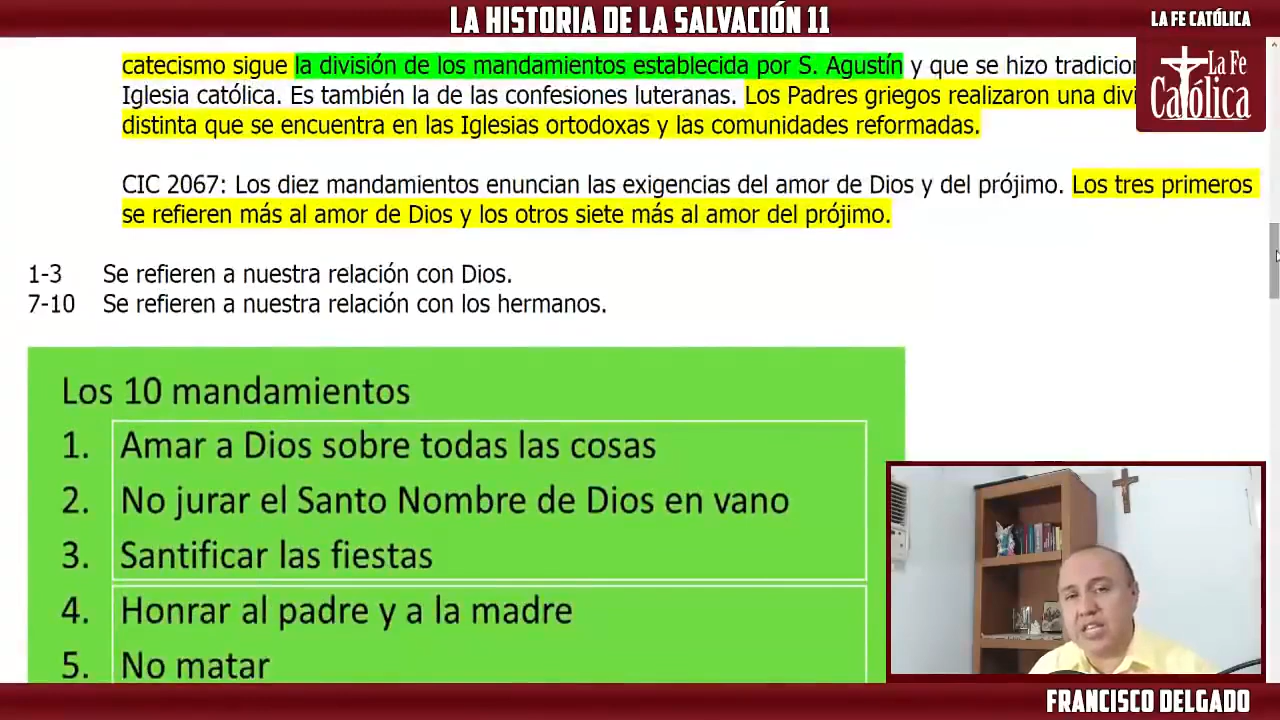 LA HISTORIA DE LA SALVACIÓN 11
LA FE CATÓLICA
La Fe
Católica
catecismo sigue la división de los mandamientos establecida por S. Agustín y que se hizo
Iglesia católica. Es también la de las confesiones luteranas. Los Padres griegos realizaron una
distinta que se encuentra en las Iglesias ortodoxas y las comunidades reformadas.
CIC 2067: Los diez mandamientos enuncian las exigencias del amor de Dios y del prójimo. Los tres primeros
se refieren más al amor de Dios y los otros siete más al amor del prójimo.
1-3 Se refieren a nuestra relación con Dios.
7-10 Se refieren a nuestra relación con los hermanos.
Los 10 mandamientos
1. Amar a Dios sobre todas las cosas
2. No jurar el Santo Nombre de Dios en vano
3. Santificar las fiestas
4. Honrar al padre y a la madre
5. No matar
FRANCISCO DELGADO